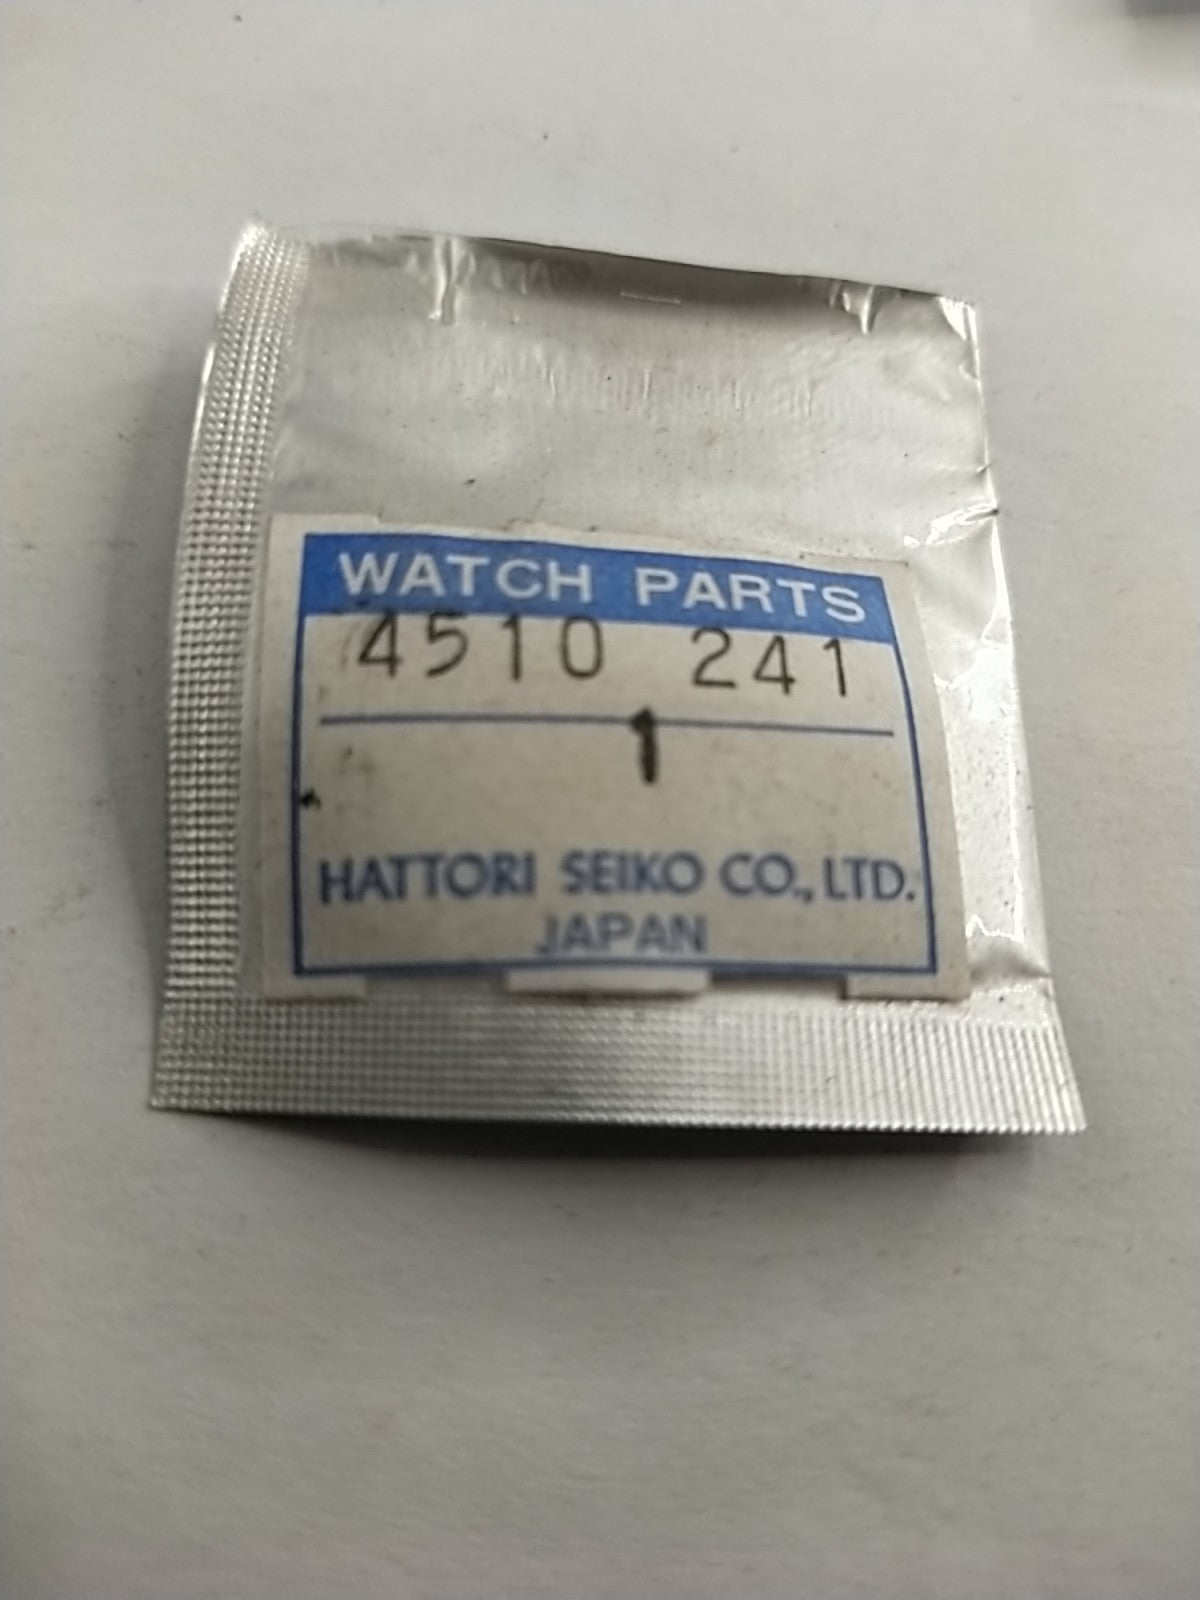 WATCH PARTS
4510 241
1
HATTORI SEIKO CO., LTD.
JAPAN